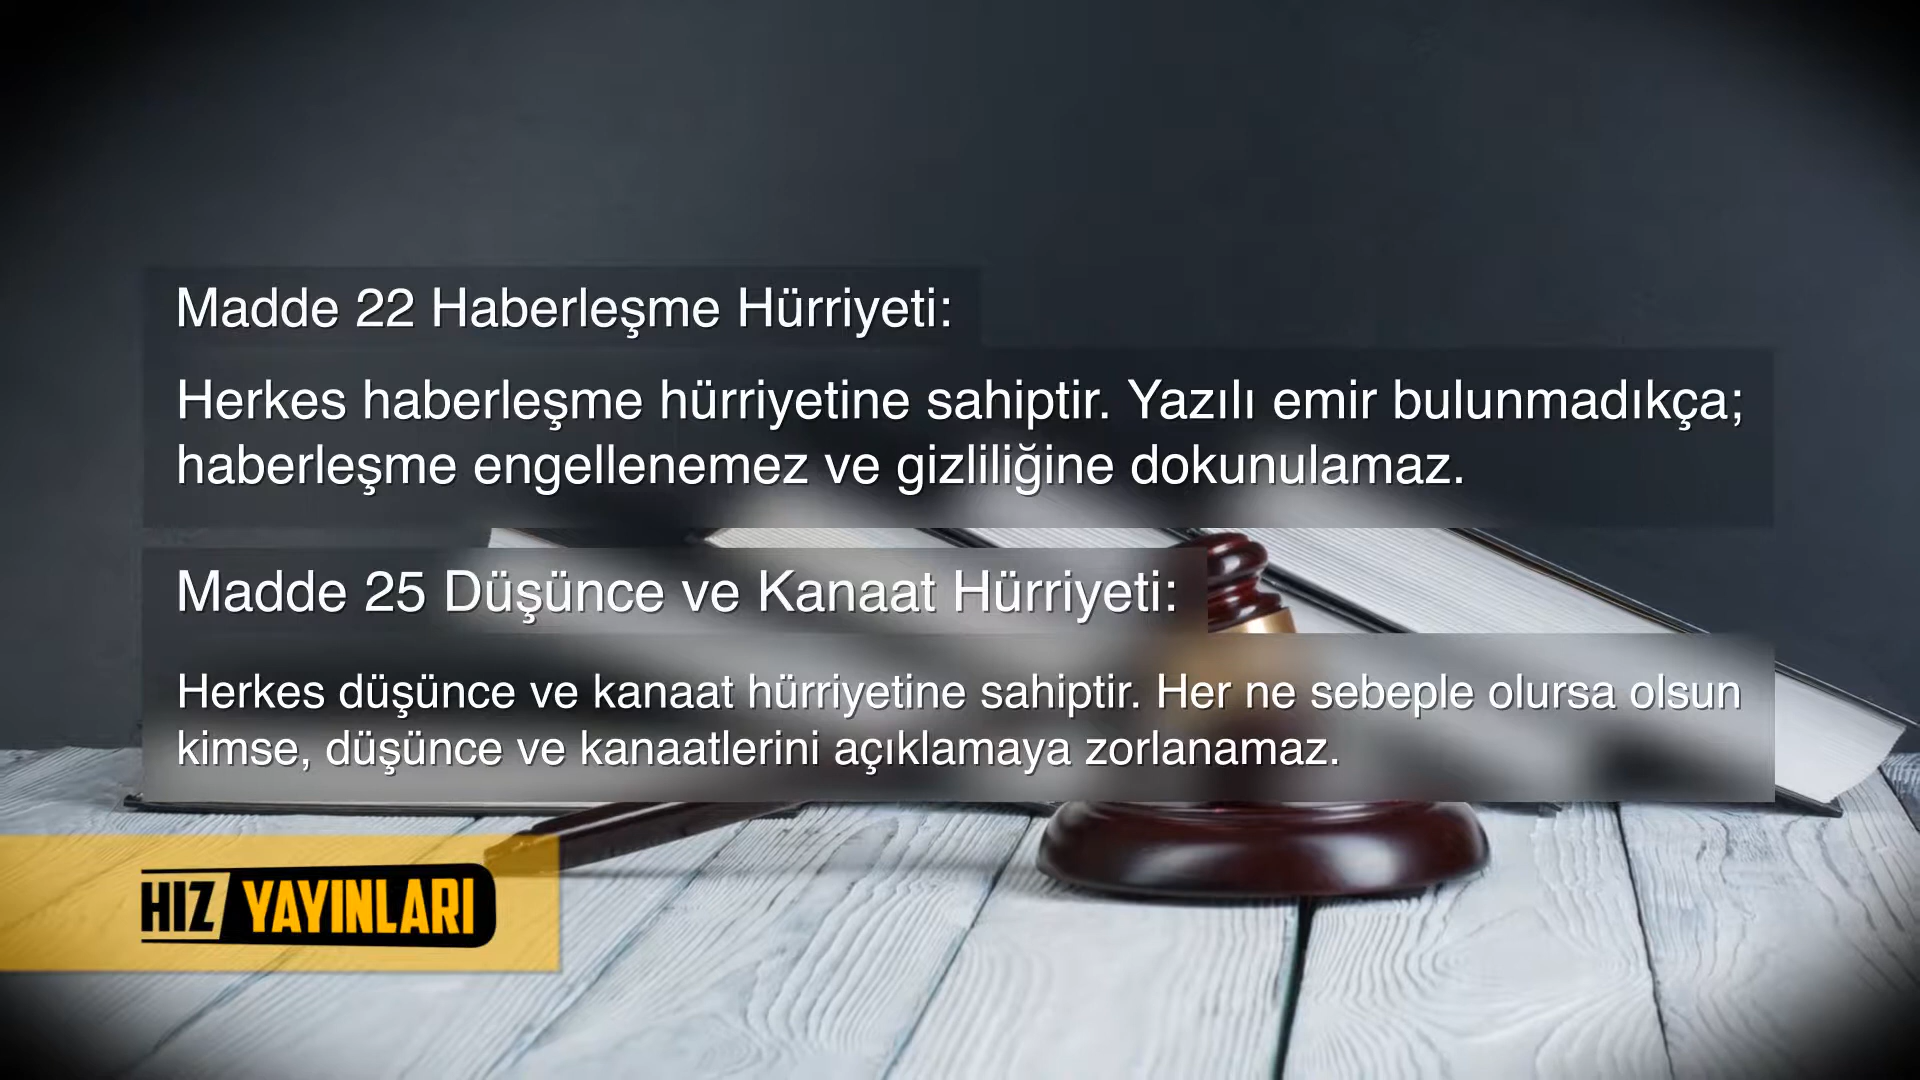 Madde 22 Haberleşme Hürriyeti:
Herkes haberleşme hürriyetine sahiptir. Yazılı emir bulunmadıkça;
haberleşme engellenemez ve gizliliğine dokunulamaz.
Madde 25 Düşünce ve Kanaat Hürriyeti:
Herkes düşünce ve kanaat hürriyetine sahiptir. Her ne sebeple olursa olsun
kimse, düşünce ve kanaatlerini açıklamaya zorlanamaz.
HIZ YAYINLARI